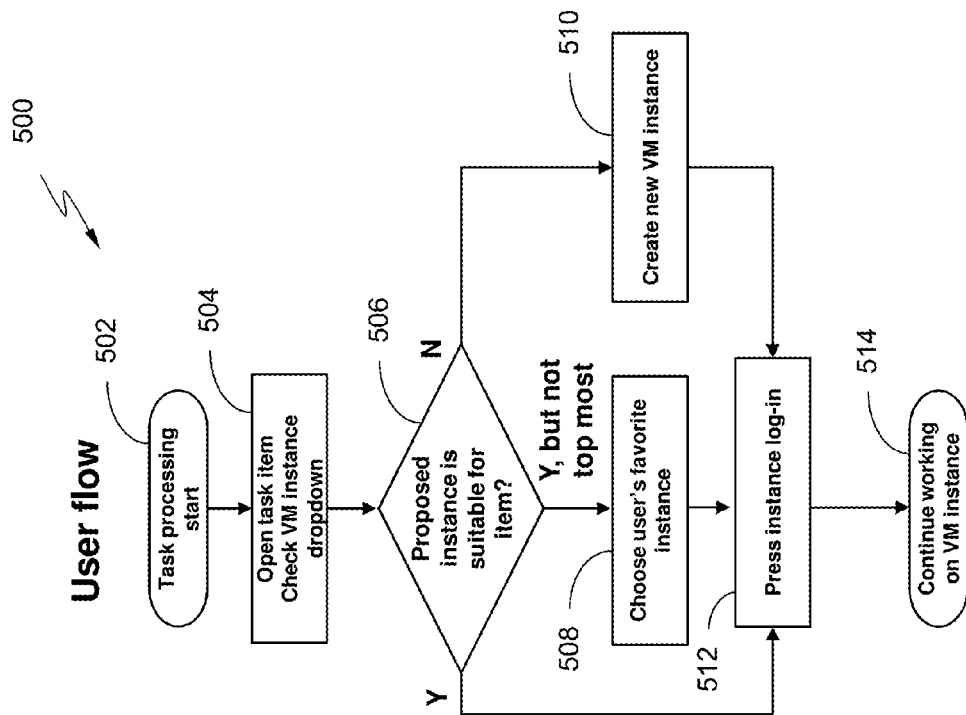 500
User flow
502
Task processing
start
504
Open task item
Check VM instance
dropdown
506
Proposed
instance is
suitable for
item?
Y
N
Y, but not
top most
508
Choose user's favorite
instance
510
Create new VM instance
512
Press instance log-in
514
Continue working
on VM instance